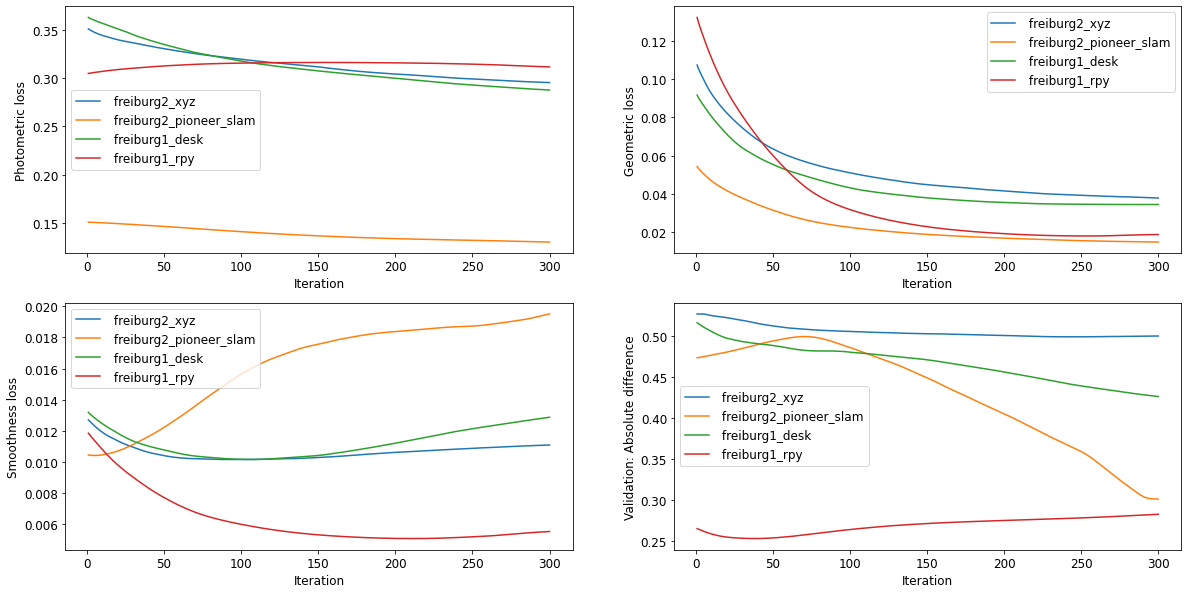 Photometric loss
0.35
0.30
0.25
0.20
0.15
freiburg2_xyz
freiburg2_pioneer_slam
freiburg1_desk
freiburg1_rpy
0
50
100
150
200
250
300
Iteration
Geometric loss
0.12
0.10
0.08
0.06
0.04
0.02
freiburg2_xyz
freiburg2_pioneer_slam
freiburg1_desk
freiburg1_rpy
0
50
100
150
200
250
300
Iteration
Smoothness loss
0.020
0.018
0.016
0.014
0.012
0.010
0.008
0.006
freiburg2_xyz
freiburg2_pioneer_slam
freiburg1_desk
freiburg1_rpy
0
50
100
150
200
250
300
Iteration
Validation: Absolute difference
0.50
0.45
0.40
0.35
0.30
0.25
freiburg2_xyz
freiburg2_pioneer_slam
freiburg1_desk
freiburg1_rpy
0
50
100
150
200
250
300
Iteration